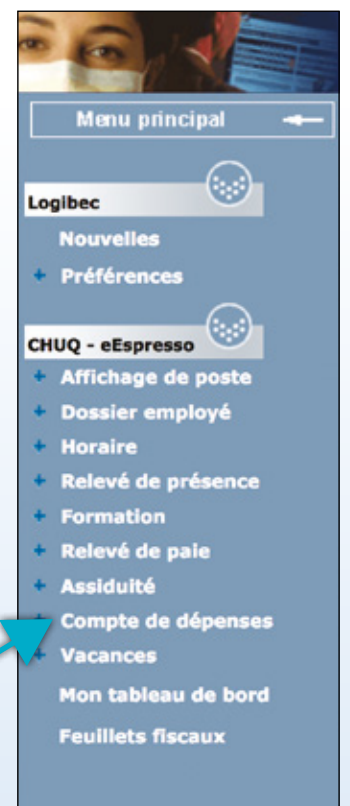 Menu principal
Logibec
Nouvelles
+ Préférences
CHUQ - eEspresso
+ Affichage de poste
+ Dossier employé
+ Horaire
+ Relevé de présence
+ Formation
+ Relevé de paie
+ Assiduité
+ Compte de dépenses
+ Vacances
Mon tableau de bord
Feuillets fiscaux